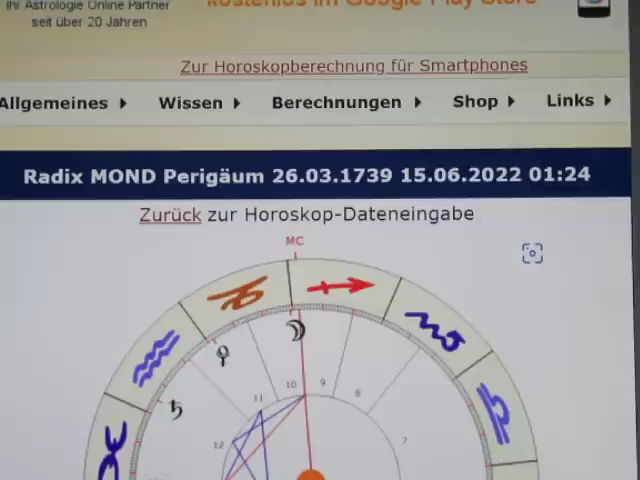 Ihr Astrologie Online Partner
seit über 20 Jahren
kostenlos im Google Play Store
Zur Horoskopberechnung für Smartphones
Allgemeines
Wissen
Berechnungen
Shop
Links
Radix MOND Perigäum 26.03.1739 15.06.2022 01:24
Zurück zur Horoskop-Dateneingabe
MC
10
9
11
8
12
7